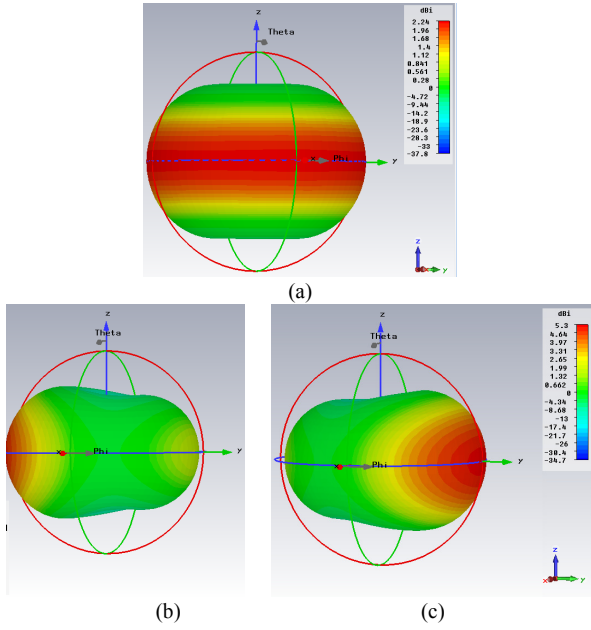 z
Theta
Phi
x
y
dBi
2.24
1.96
1.68
1.4
1.12
0.841
0.561
0.28
0
-4.72
-9.44
-14.2
-18.9
-23.6
-28.3
-33
-37.8
z
y
(a)
z
Theta
x
Phi
y
(b)
z
Theta
x
Phi
y
dBi
5.3
4.64
3.97
3.31
2.65
1.99
1.32
0.662
0
-4.34
-8.68
-13
-17.4
-21.7
-26
-30.4
-34.7
z
x
y
(c)